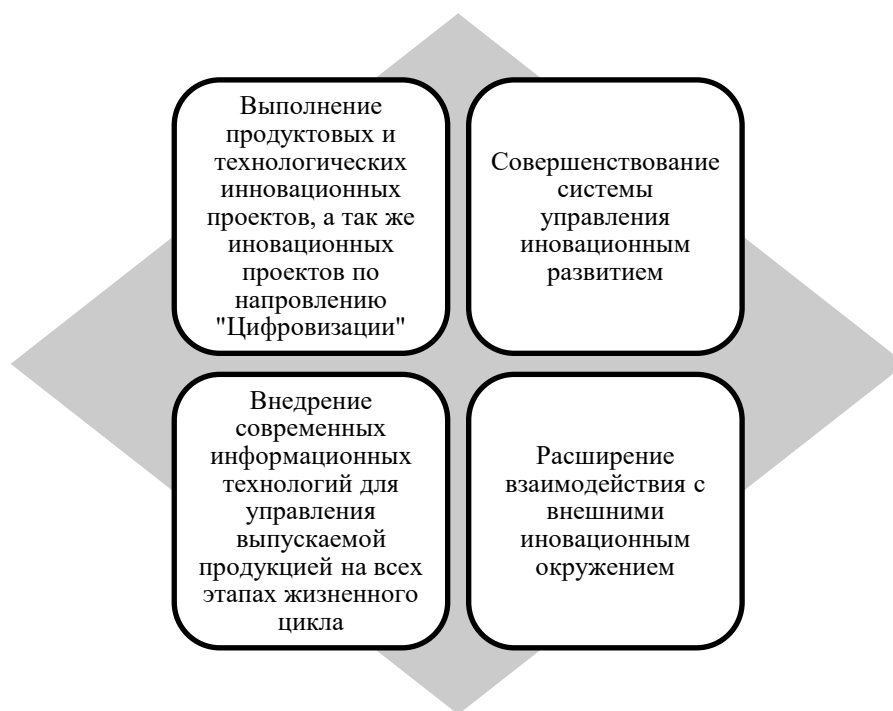 Выполнение
продуктовых и
технологических
инновационных
проектов, а так же
иновационных
проектов по
напровлению
"Цифровизации"
Совершенствование
системы
управления
иновационным
развитием
Внедрение
современных
информационных
технологий для
управления
выпускаемой
продукцией на всех
этапах жизненного
цикла
Расширение
взаимодействия с
внешними
иновационным
окружением